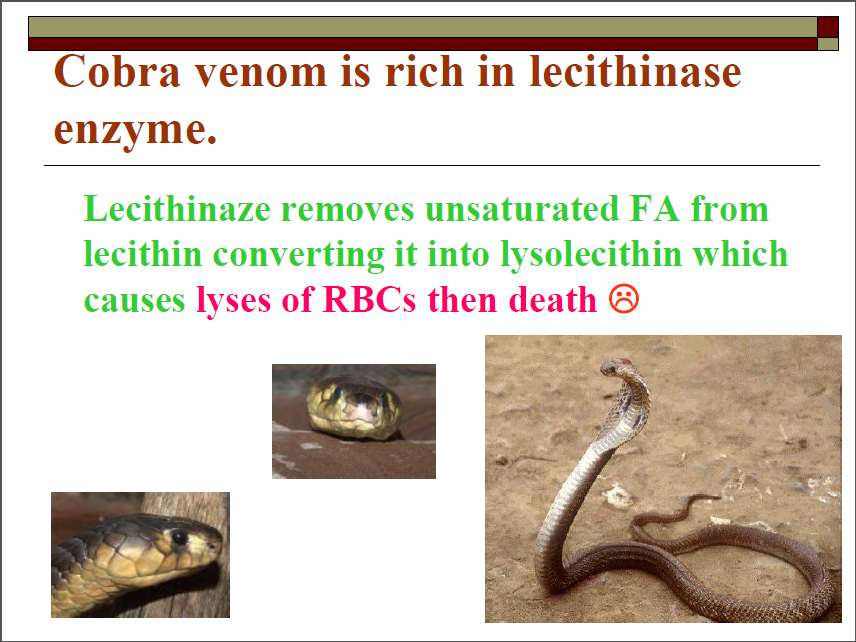 Cobra venom is rich in lecithinase
enzyme.
Lecithinaze removes unsaturated FA from
lecithin converting it into lysolecithin which
causes lyses of RBCs then death ☹